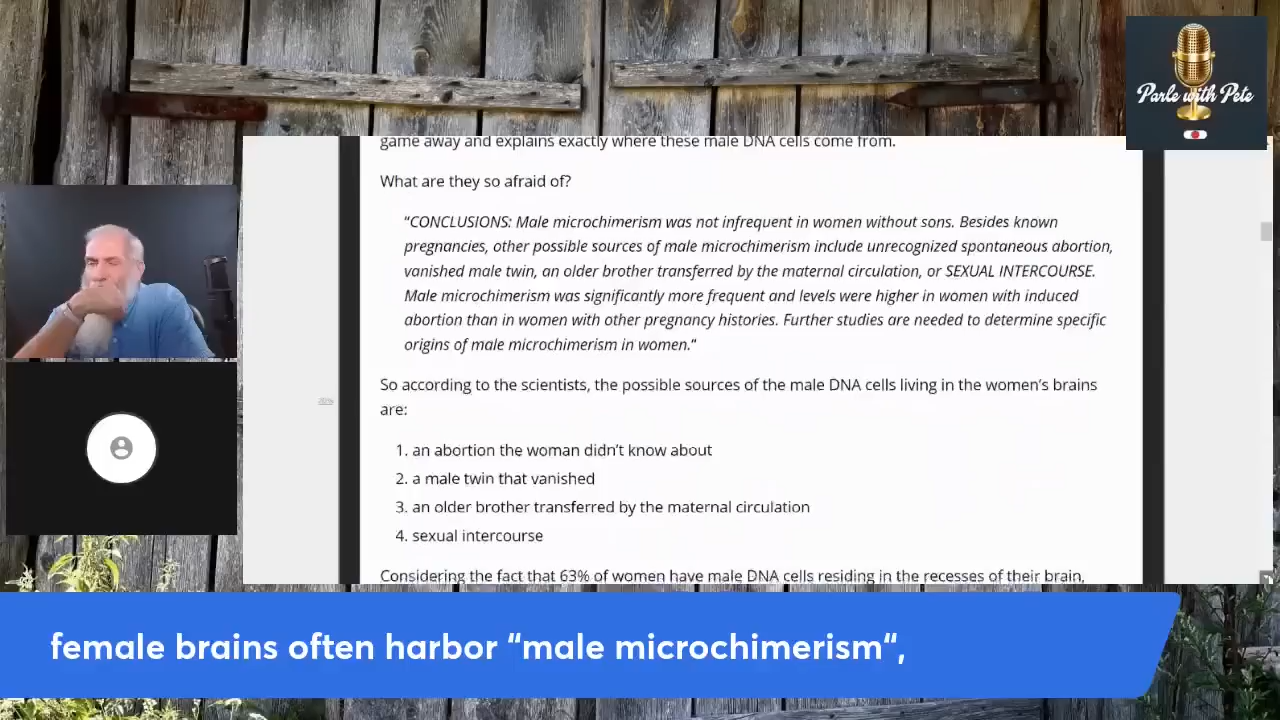 Parle with Pete
game away and explains exactly where these male DNA cells come from.
What are they so afraid of?
“CONCLUSIONS: Male microchimerism was not infrequent in women without sons. Besides known
pregnancies, other possible sources of male microchimerism include unrecognized spontaneous abortion,
vanished male twin, an older brother transferred by the maternal circulation, or SEXUAL INTERCOURSE.
Male microchimerism was significantly more frequent and levels were higher in women with induced
abortion than in women with other pregnancy histories. Further studies are needed to determine specific
origins of male microchimerism in women.“
So according to the scientists, the possible sources of the male DNA cells living in the women’s brains
are:
1. an abortion the woman didn’t know about
2. a male twin that vanished
3. an older brother transferred by the maternal circulation
4. sexual intercourse
Considering the fact that 63% of women have male DNA cells residing in the recesses of their brain,
female brains often harbor “male microchimerism“,